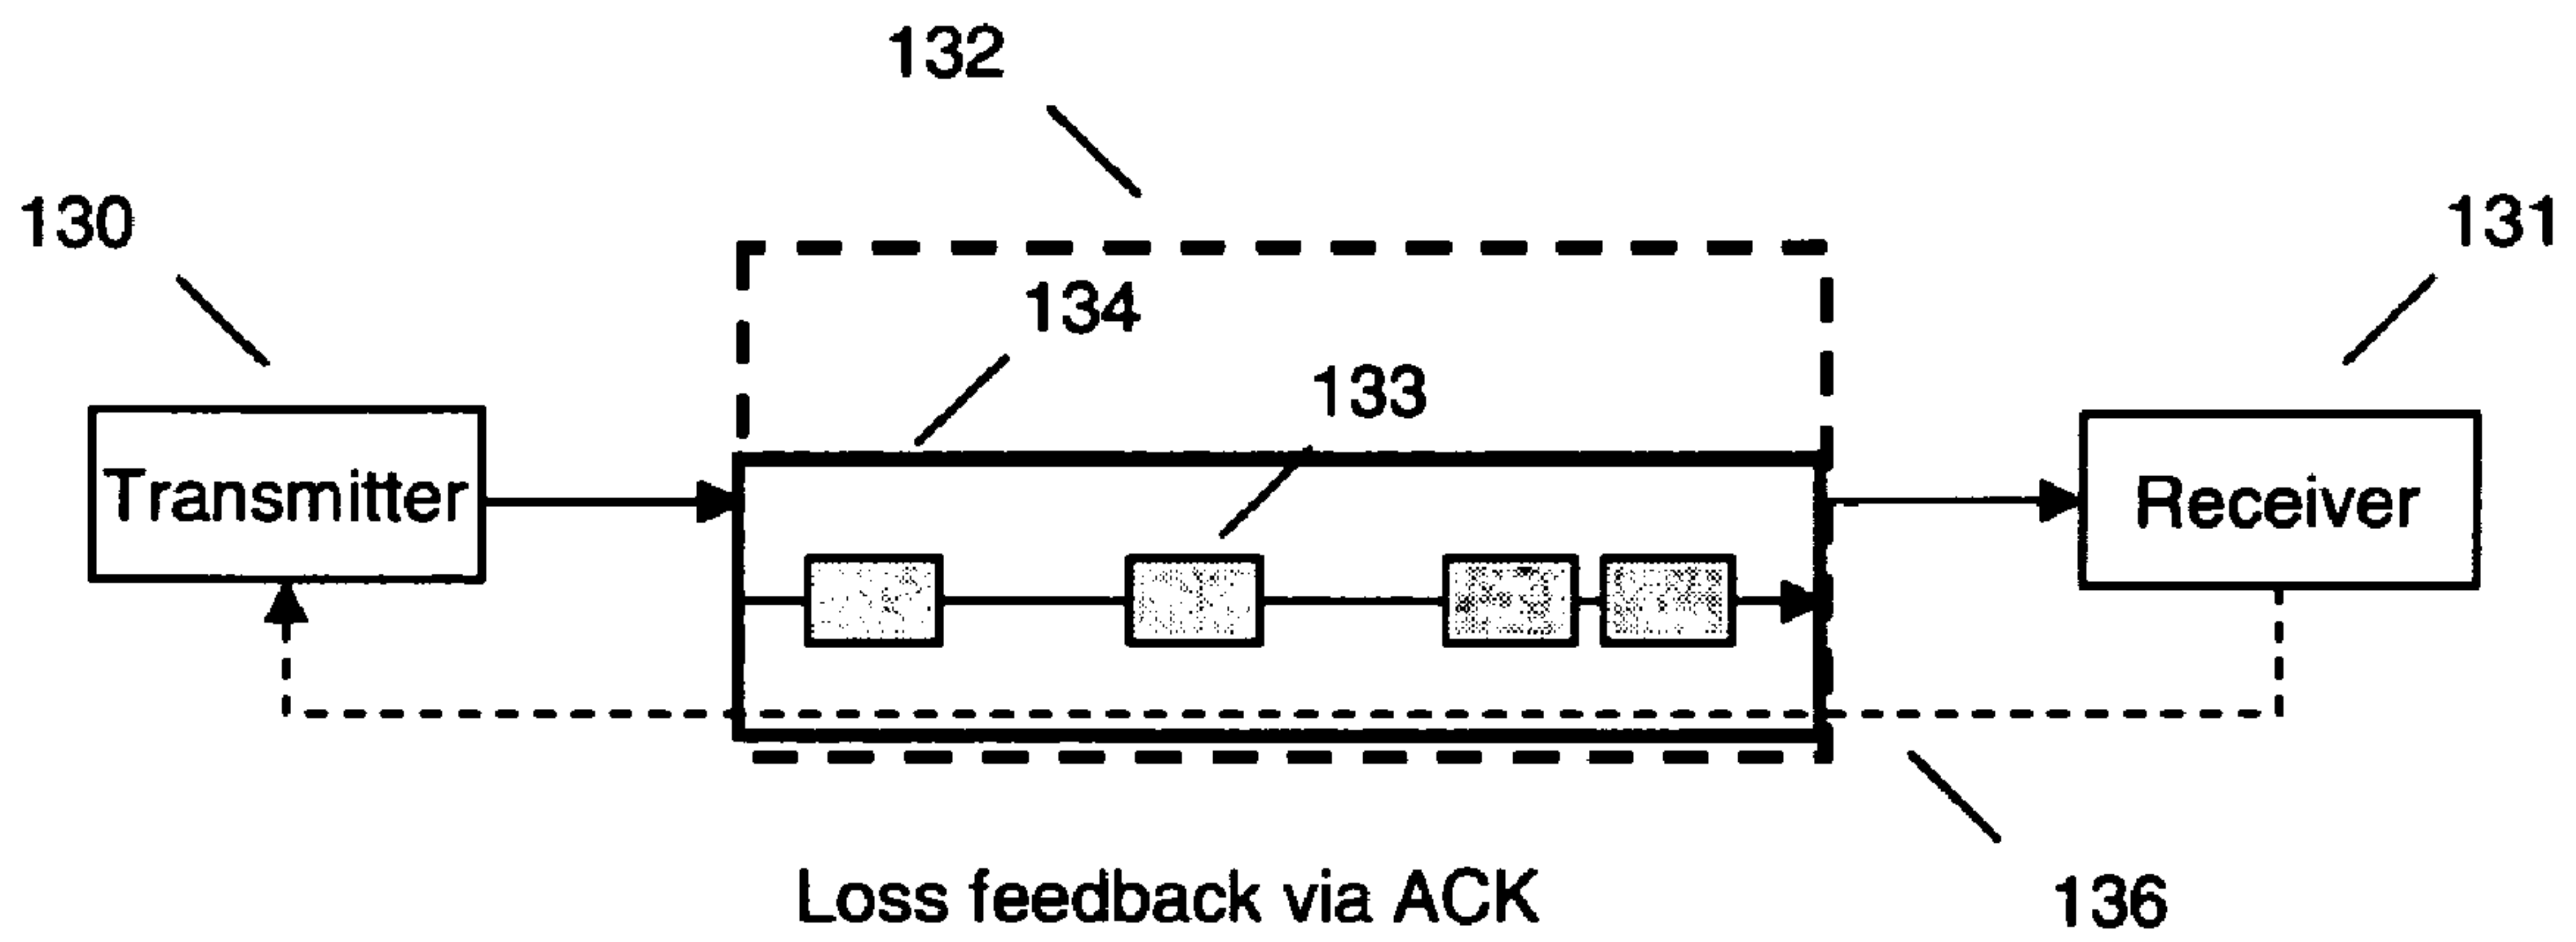 132
130
131
134
133
Transmitter
Receiver
Loss feedback via ACK
136